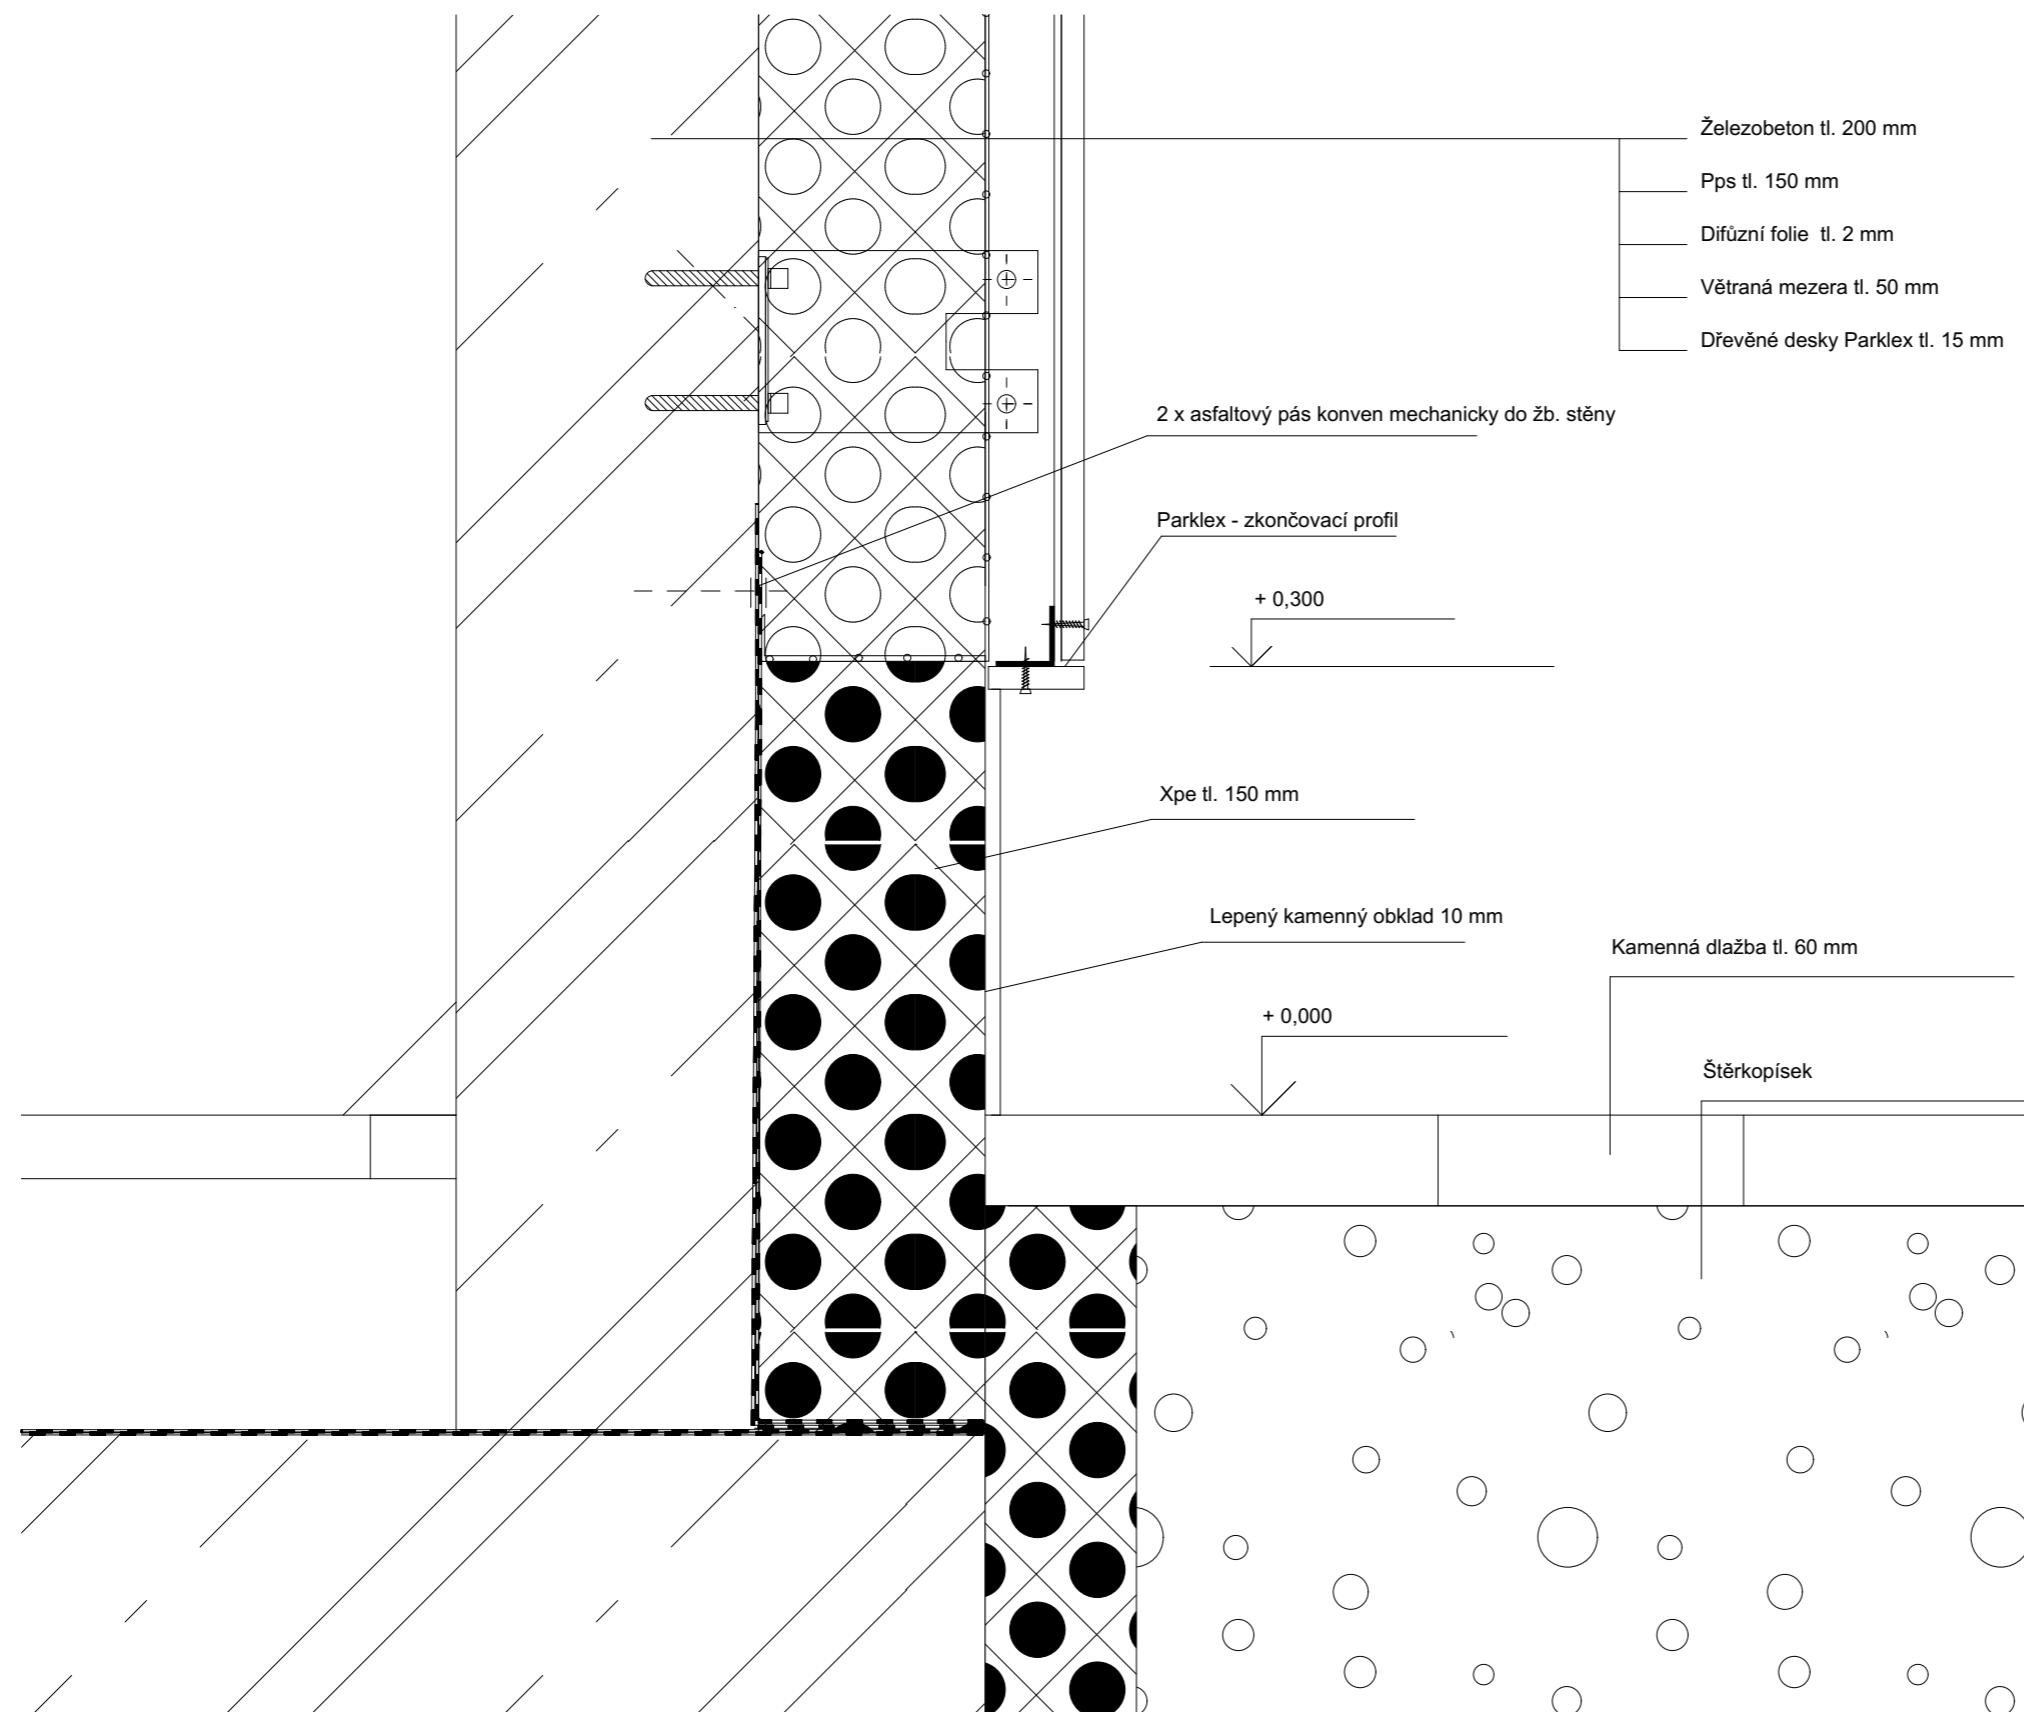 Železobeton tl. 200 mm
Pps tl. 150 mm
Difůzní folie  tl. 2 mm
Větraná mezera tl. 50 mm
Dřevěné desky Parklex tl. 15 mm
2 x asfaltový pás konven mechanicky do žb. stěny
Parklex - zkončovací profil
+ 0,300
Xpe tl. 150 mm
Lepený kamenný obklad 10 mm
Kamenná dlažba tl. 60 mm
+ 0,000
Štěrkopísek